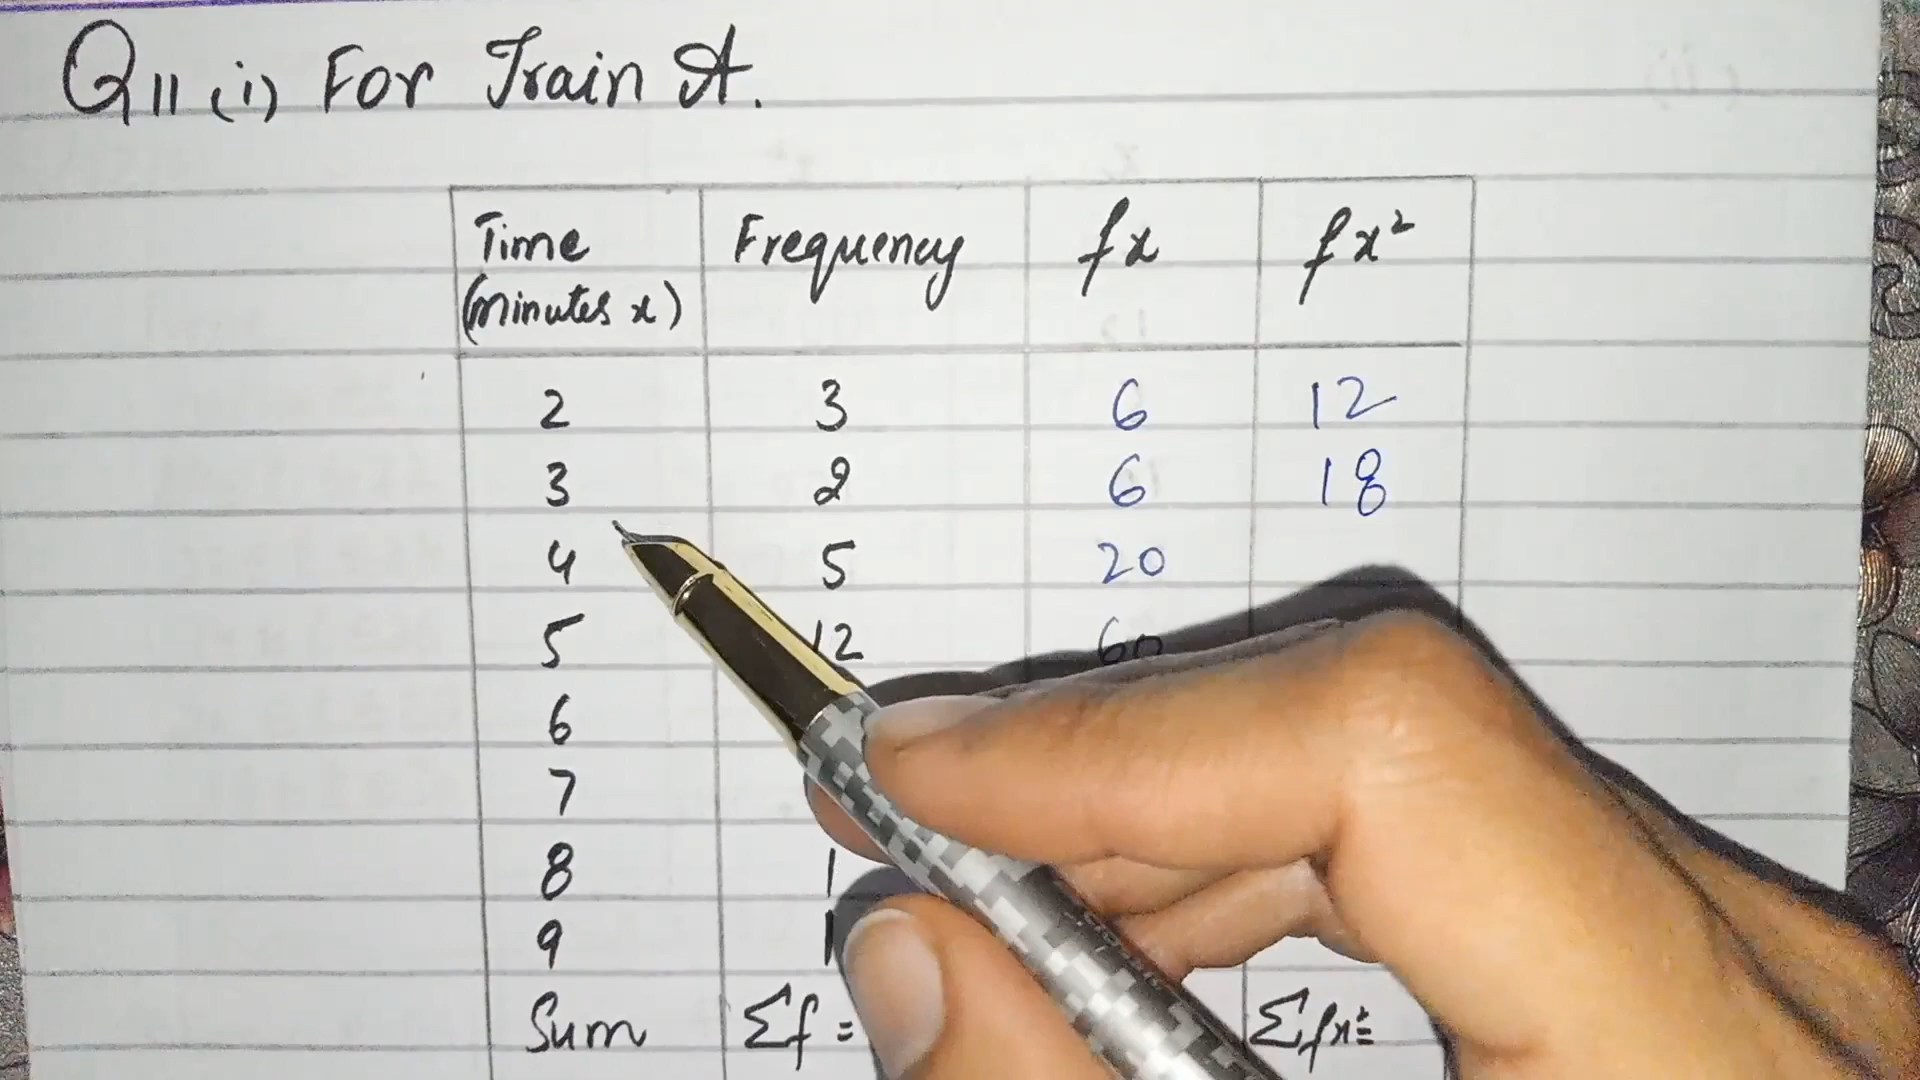 Q11 (i) For Train A.
Time (minutes x) Frequency fx fx²
2 3 6 12
3 2 6 18
4 5 20
5 12 60
6
7
8 1
9 1
Sum Σf = Σfx²=